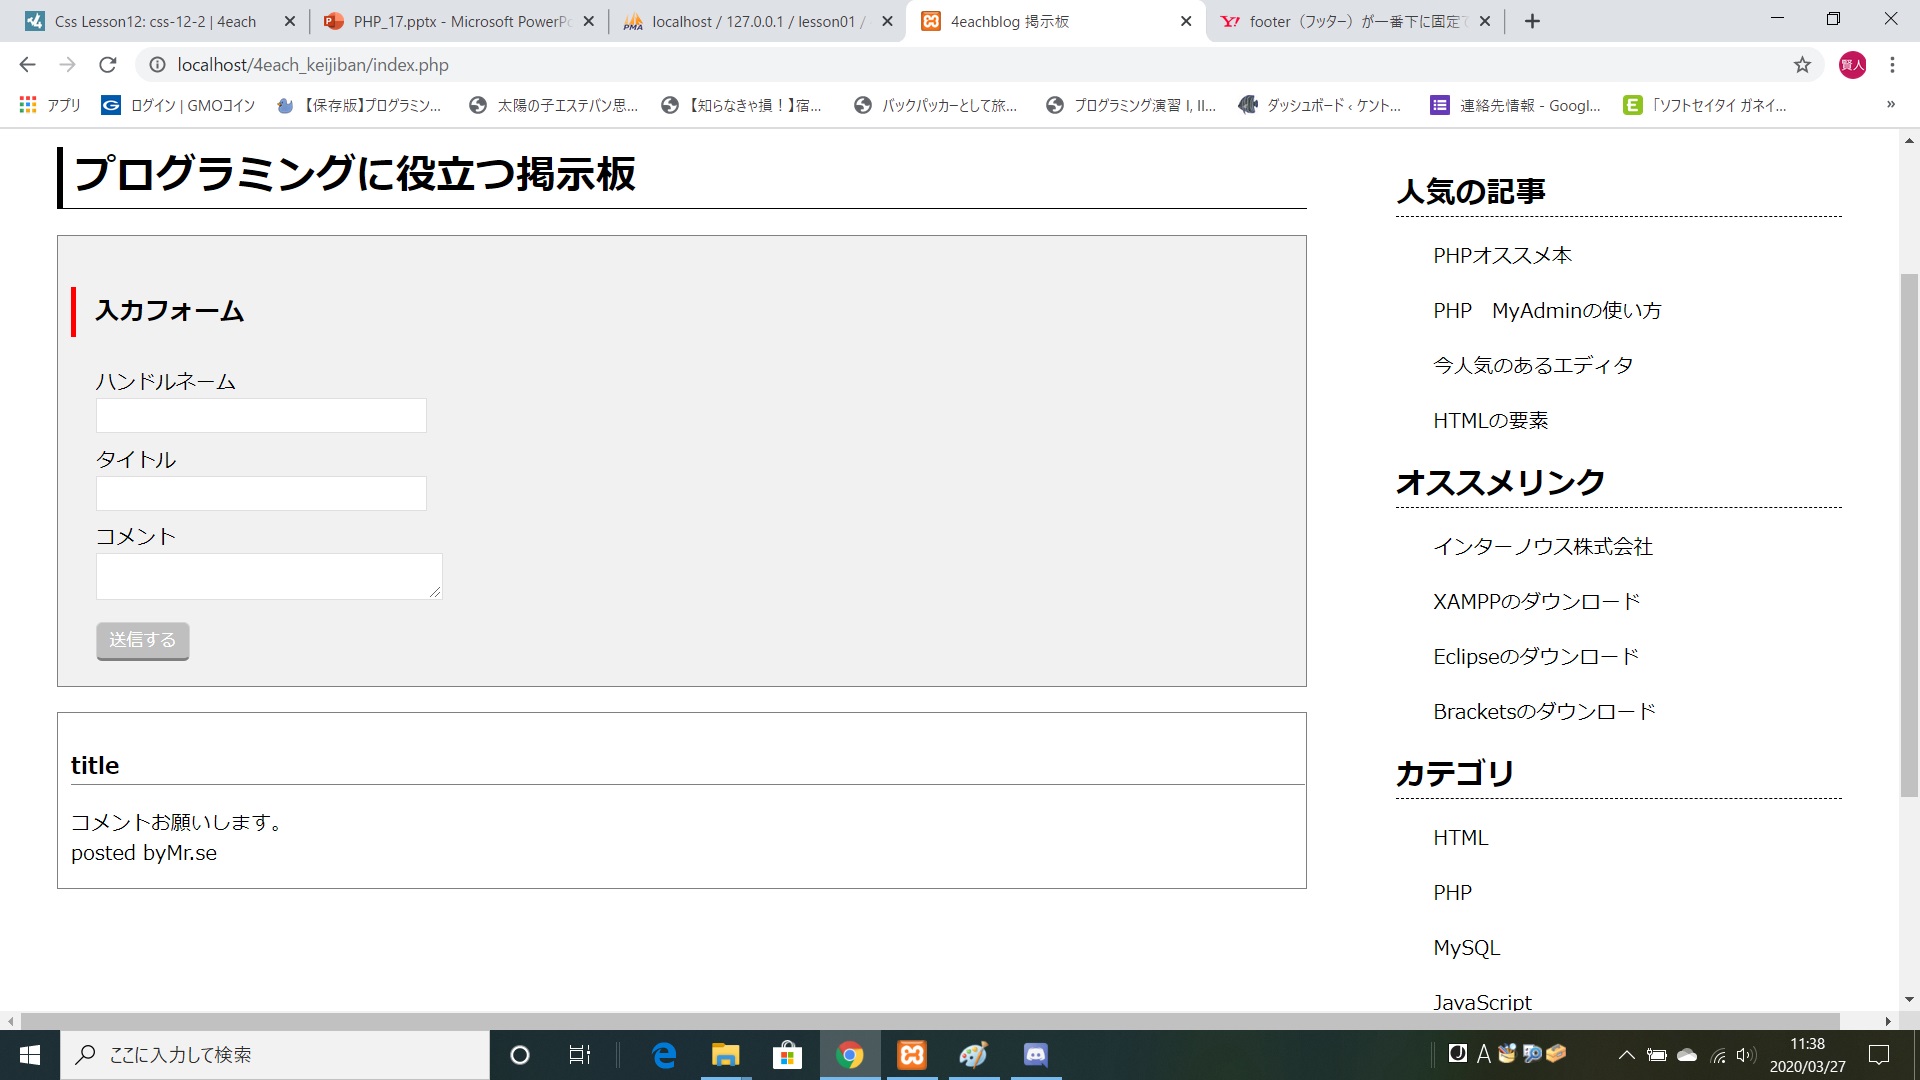 Css Lesson12: css-12-2 | 4each
PHP_17.pptx - Microsoft PowerPo
localhost / 127.0.0.1 / lesson01 /
4eachblog 掲示板
footer（フッター）が一番下に固定で
localhost/4each_keijiban/index.php
賢人
アプリ
ログイン | GMOコイン
【保存版】プログラミン...
太陽の子エステバン思...
【知らなきゃ損！】宿...
バックパッカーとして旅...
プログラミング演習 I, II...
ダッシュボード ‹ ケント...
連絡先情報 - Googl...
「ソフトセイタイ ガネイ...
»
プログラミングに役立つ掲示板
入力フォーム
ハンドルネーム
タイトル
コメント
送信する
title
コメントお願いします。
posted byMr.se
人気の記事
PHPオススメ本
PHP　MyAdminの使い方
今人気のあるエディタ
HTMLの要素
オススメリンク
インターノウス株式会社
XAMPPのダウンロード
Eclipseのダウンロード
Bracketsのダウンロード
カテゴリ
HTML
PHP
MySQL
JavaScript
ここに入力して検索
A
11:38
2020/03/27